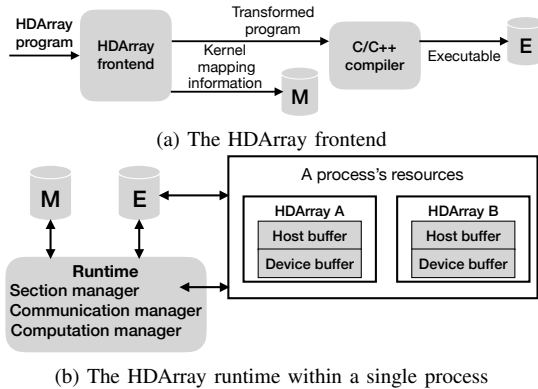 HDArray
program
HDArray
frontend
Transformed
program
Kernel
mapping
information
M
C/C++
compiler
Executable
E
(a) The HDArray frontend
M
E
A process's resources
HDArray A
Host buffer
Device buffer
HDArray B
Host buffer
Device buffer
Runtime
Section manager
Communication manager
Computation manager
(b) The HDArray runtime within a single process